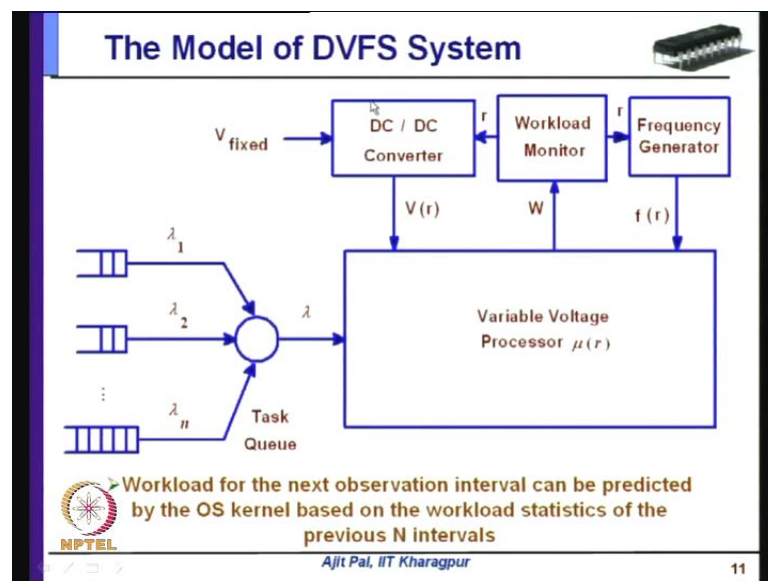 The Model of DVFS System
V fixed
DC / DC
Converter
r
Workload
Monitor
r
Frequency
Generator
V(r)
W
f(r)
λ 1
λ 2
λ
⋮
λ n
Task
Queue
Variable Voltage
Processor μ(r)
Workload for the next observation interval can be predicted
by the OS kernel based on the workload statistics of the
previous N intervals
NPTEL
Ajit Pal, IIT Kharagpur
11